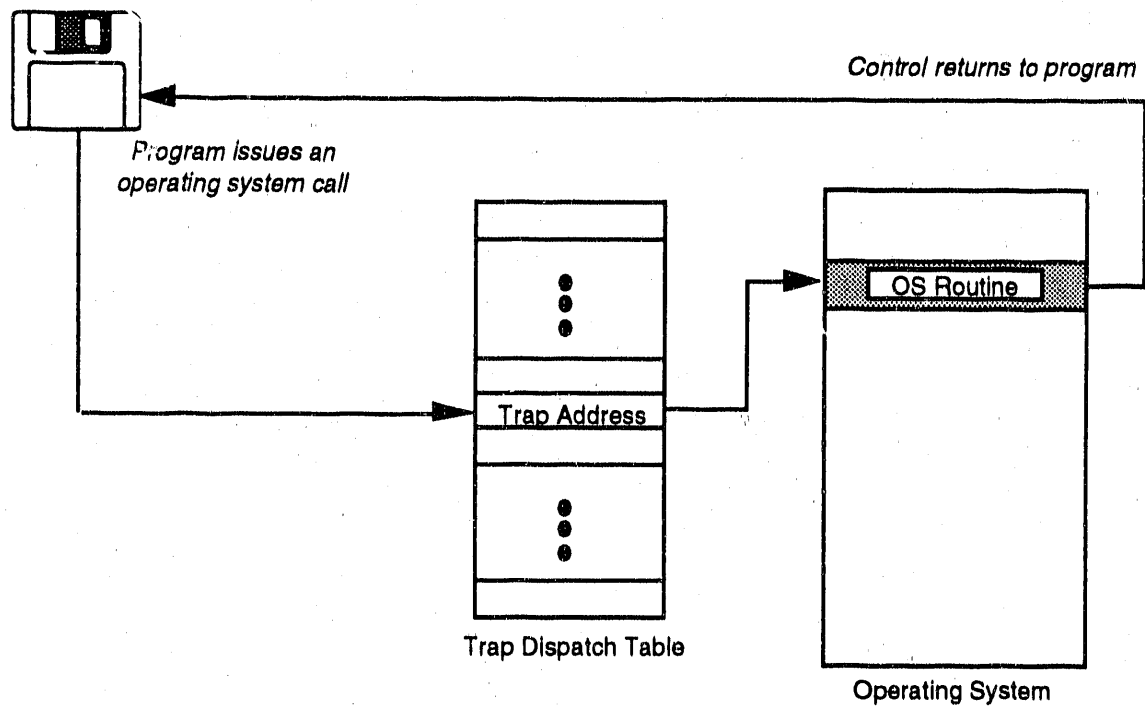 Control returns to program
Program issues an
operating system call
OS Routine
Trap Address
Trap Dispatch Table
Operating System